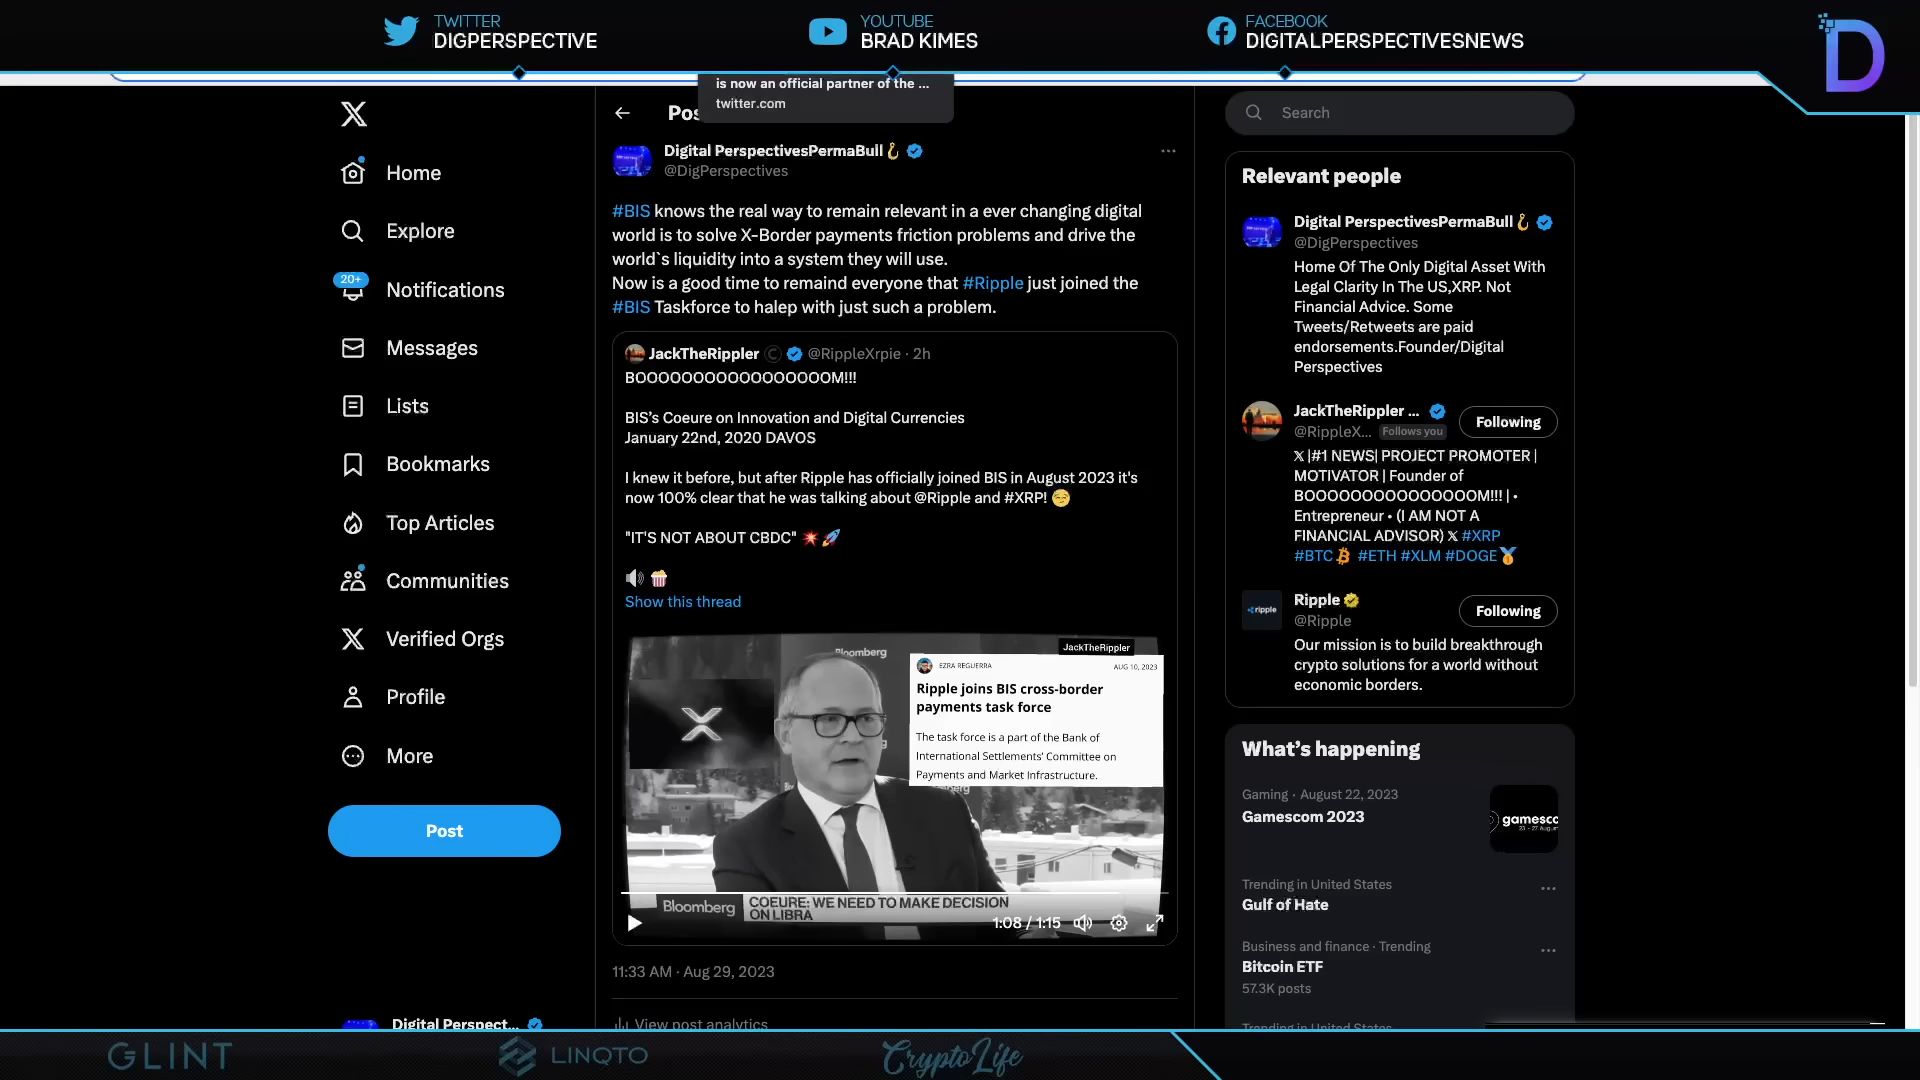 TWITTER
DIGPERSPECTIVE
YOUTUBE
BRAD KIMES
FACEBOOK
DIGITALPERSPECTIVESNEWS
is now an official partner of the ...
twitter.com
Home
Explore
20+
Notifications
Messages
Lists
Bookmarks
Top Articles
Communities
Verified Orgs
Profile
More
Post
Digital Perspect...
Digital PerspectivesPermaBull
@DigPerspectives
#BIS knows the real way to remain relevant in a ever changing digital
world is to solve X-Border payments friction problems and drive the
world`s liquidity into a system they will use.
Now is a good time to remaind everyone that #Ripple just joined the
#BIS Taskforce to halep with just such a problem.
JackTheRippler © @RippleXrpie · 2h
BOOOOOOOOOOOOOOOOOM!!!
BIS’s Coeure on Innovation and Digital Currencies
January 22nd, 2020 DAVOS
I knew it before, but after Ripple has officially joined BIS in August 2023 it's
now 100% clear that he was talking about @Ripple and #XRP! 😏
"IT'S NOT ABOUT CBDC" 💥🚀
🔊🍿
Show this thread
Bloomberg
JackTheRippler
EZRA REGUERRA
AUG 10, 2023
Ripple joins BIS cross-border
payments task force
The task force is a part of the Bank of
International Settlements' Committee on
Payments and Market Infrastructure.
Bloomberg
COEURE: WE NEED TO MAKE DECISION
ON LIBRA
1:08 / 1:15
11:33 AM · Aug 29, 2023
View post analytics
Search
Relevant people
Digital PerspectivesPermaBull
@DigPerspectives
Home Of The Only Digital Asset With
Legal Clarity In The US,XRP. Not
Financial Advice. Some
Tweets/Retweets are paid
endorsements.Founder/Digital
Perspectives
JackTheRippler ...
@RippleX... Follows you
Following
𝕏 |#1 NEWS| PROJECT PROMOTER |
MOTIVATOR | Founder of
BOOOOOOOOOOOOOOOM!!! | •
Entrepreneur • (I AM NOT A
FINANCIAL ADVISOR) 𝕏 #XRP
#BTC #ETH #XLM #DOGE🥇
ripple
Ripple
@Ripple
Following
Our mission is to build breakthrough
crypto solutions for a world without
economic borders.
What’s happening
Gaming · August 22, 2023
Gamescom 2023
Trending in United States
Gulf of Hate
Business and finance · Trending
Bitcoin ETF
57.3K posts
Trending in United States
GLINT
LINQTO
CryptoLife